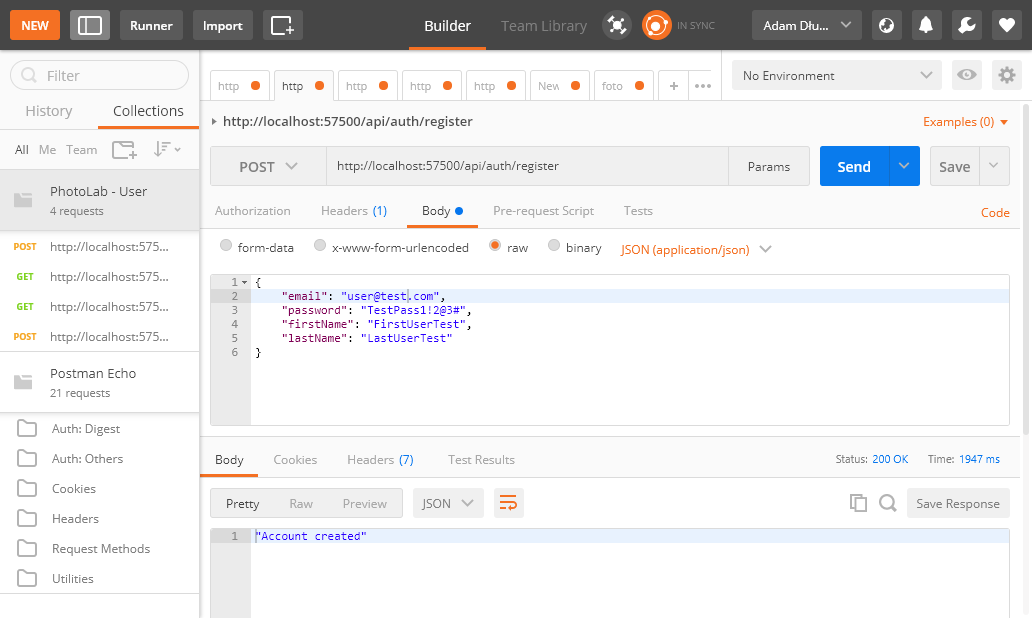 NEW Runner Import Builder Team Library IN SYNC Adam Dłu...
Filter
History Collections
All Me Team
PhotoLab - User
4 requests
POST http://localhost:575...
GET http://localhost:575...
GET http://localhost:575...
POST http://localhost:575...
Postman Echo
21 requests
Auth: Digest
Auth: Others
Cookies
Headers
Request Methods
Utilities
http http http http http New foto + •••
No Environment
http://localhost:57500/api/auth/register Examples (0)
POST http://localhost:57500/api/auth/register Params Send Save
Authorization Headers (1) Body Pre-request Script Tests Code
form-data x-www-form-urlencoded raw binary JSON (application/json)
1 {
2 "email": "user@test.com",
3 "password": "TestPass1!2@3#",
4 "firstName": "FirstUserTest",
5 "lastName": "LastUserTest"
6 }
Body Cookies Headers (7) Test Results Status: 200 OK Time: 1947 ms
Pretty Raw Preview JSON Save Response
1 "Account created"